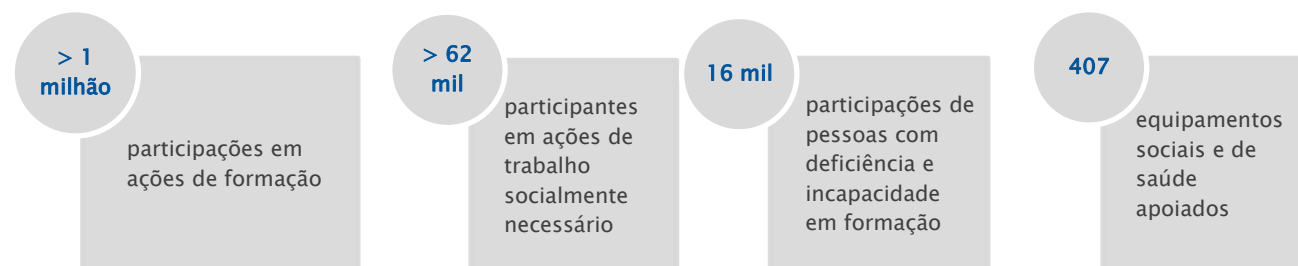 > 1
milhão
participações em
ações de formação
> 62
mil
participantes
em ações de
trabalho
socialmente
necessário
16 mil
participações de
pessoas com
deficiência e
incapacidade
em formação
407
equipamentos
sociais e de
saúde
apoiados